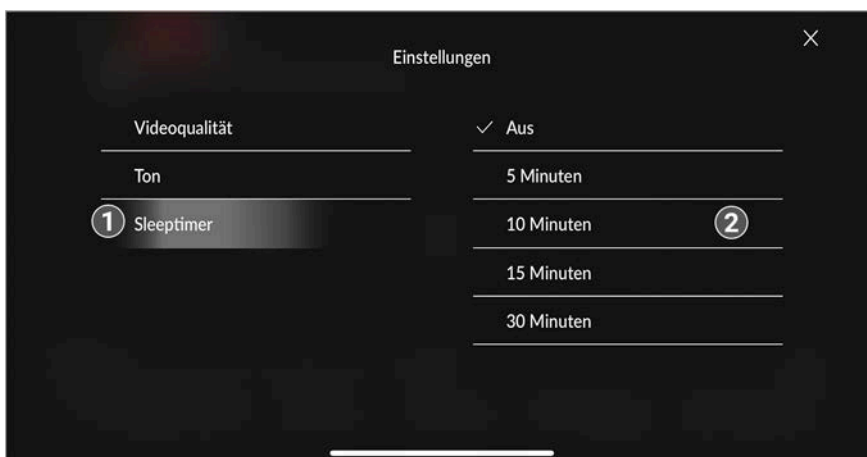 Einstellungen
Videoqualität
Ton
1 Sleeptimer
Aus
5 Minuten
10 Minuten 2
15 Minuten
30 Minuten